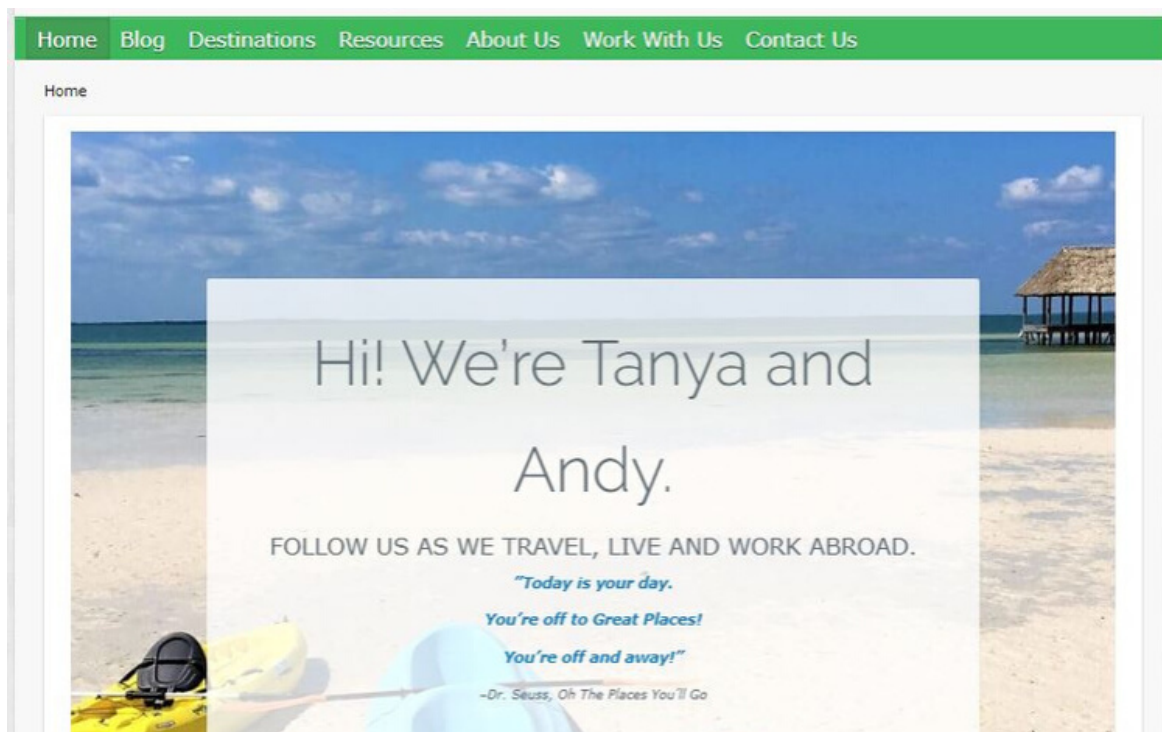 Home Blog Destinations Resources About Us Work With Us Contact Us
Home
Hi! We're Tanya and
Andy.
FOLLOW US AS WE TRAVEL, LIVE AND WORK ABROAD.
"Today is your day.
You're off to Great Places!
You're off and away!"
~Dr. Seuss, Oh The Places You'll Go